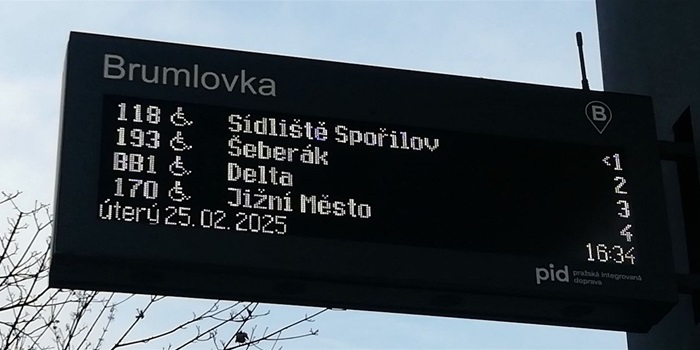 Brumlovka
B
118 Sídliště Spořilov <1
193 Šeberák 2
BB1 Delta 3
170 Jižní Město 4
úterý 25.02.2025 16:34
pid pražská integrovaná
doprava